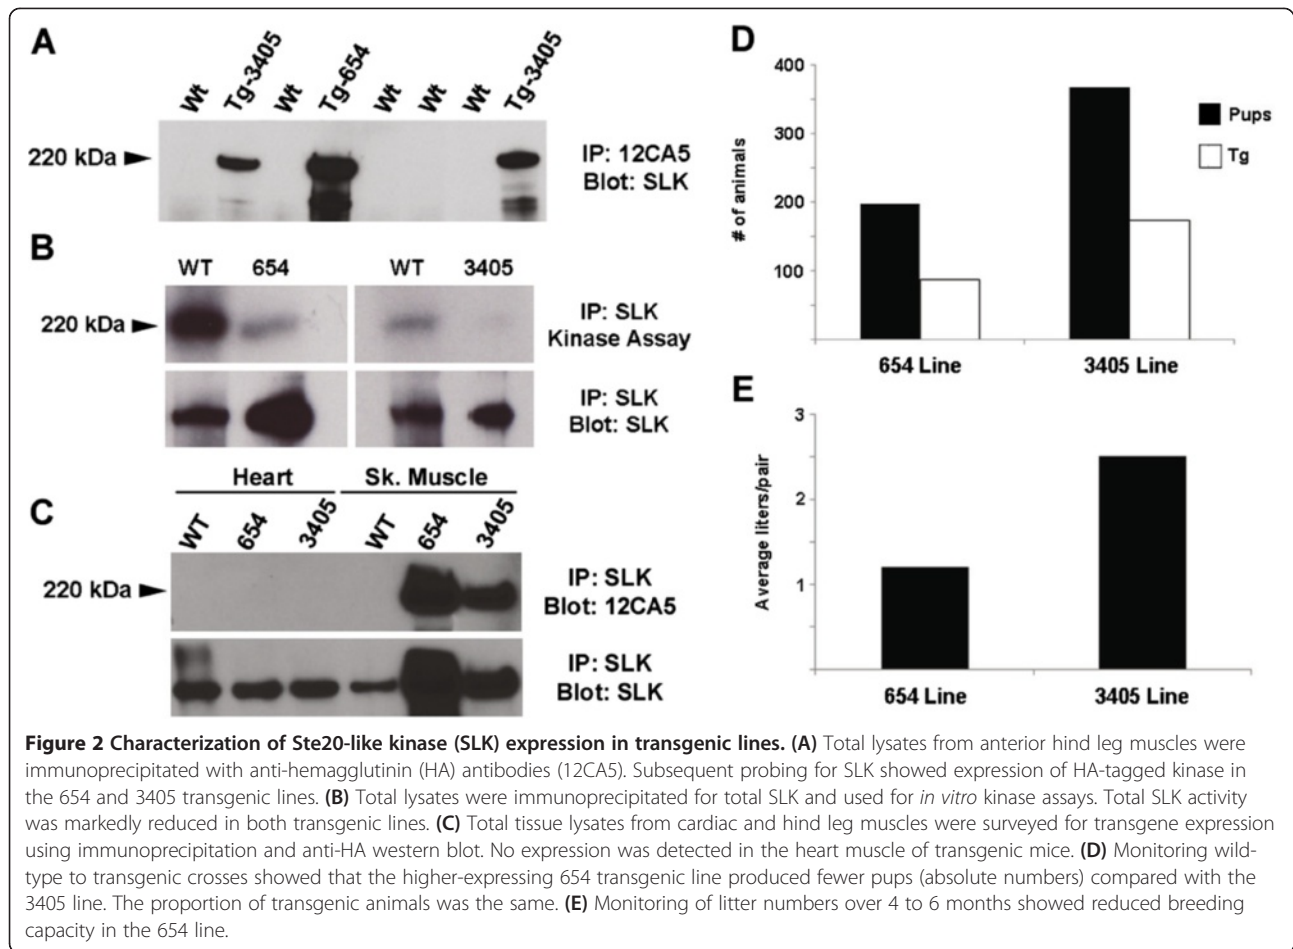 A
Wt Tg-3405 Wt Tg-654 Wt Wt Wt Tg-3405
220 kDa
IP: 12CA5
Blot: SLK
B
WT 654 WT 3405
220 kDa
IP: SLK
Kinase Assay
IP: SLK
Blot: SLK
Heart Sk. Muscle
C
WT 654 3405 WT 654 3405
220 kDa
IP: SLK
Blot: 12CA5
IP: SLK
Blot: SLK
D
400
300
200
100
# of animals
Pups
Tg
654 Line 3405 Line
E
3
2
1
Average liters/pair
654 Line 3405 Line
Figure 2 Characterization of Ste20-like kinase (SLK) expression in transgenic lines. (A) Total lysates from anterior hind leg muscles were
immunoprecipitated with anti-hemagglutinin (HA) antibodies (12CA5). Subsequent probing for SLK showed expression of HA-tagged kinase in
the 654 and 3405 transgenic lines. (B) Total lysates were immunoprecipitated for total SLK and used for in vitro kinase assays. Total SLK activity
was markedly reduced in both transgenic lines. (C) Total tissue lysates from cardiac and hind leg muscles were surveyed for transgene expression
using immunoprecipitation and anti-HA western blot. No expression was detected in the heart muscle of transgenic mice. (D) Monitoring wild-
type to transgenic crosses showed that the higher-expressing 654 transgenic line produced fewer pups (absolute numbers) compared with the
3405 line. The proportion of transgenic animals was the same. (E) Monitoring of litter numbers over 4 to 6 months showed reduced breeding
capacity in the 654 line.